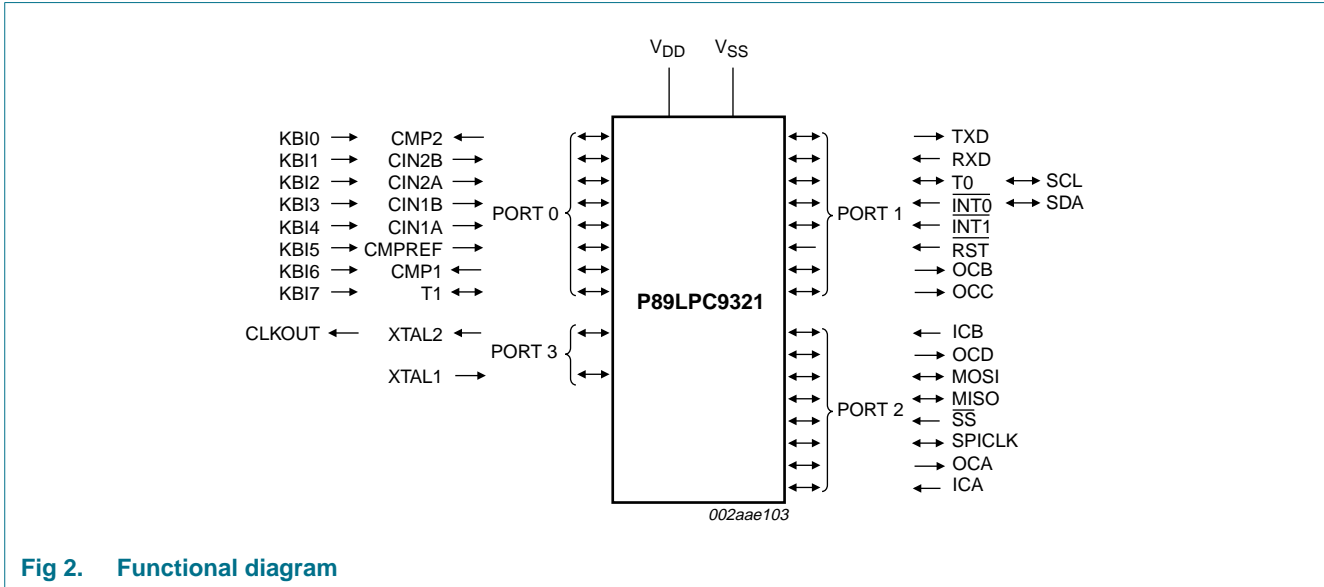 VDD VSS
KBI0 CMP2 TXD
KBI1 CIN2B RXD
KBI2 CIN2A T0 SCL
KBI3 CIN1B PORT 0 PORT 1 INT0 SDA
KBI4 CIN1A INT1
KBI5 CMPREF RST
KBI6 CMP1 OCB
KBI7 T1 OCC
P89LPC9321
CLKOUT XTAL2 PORT 3 ICB
OCD
XTAL1 MOSI
MISO
PORT 2 SS
SPICLK
OCA
ICA
002aae103
Fig 2. Functional diagram